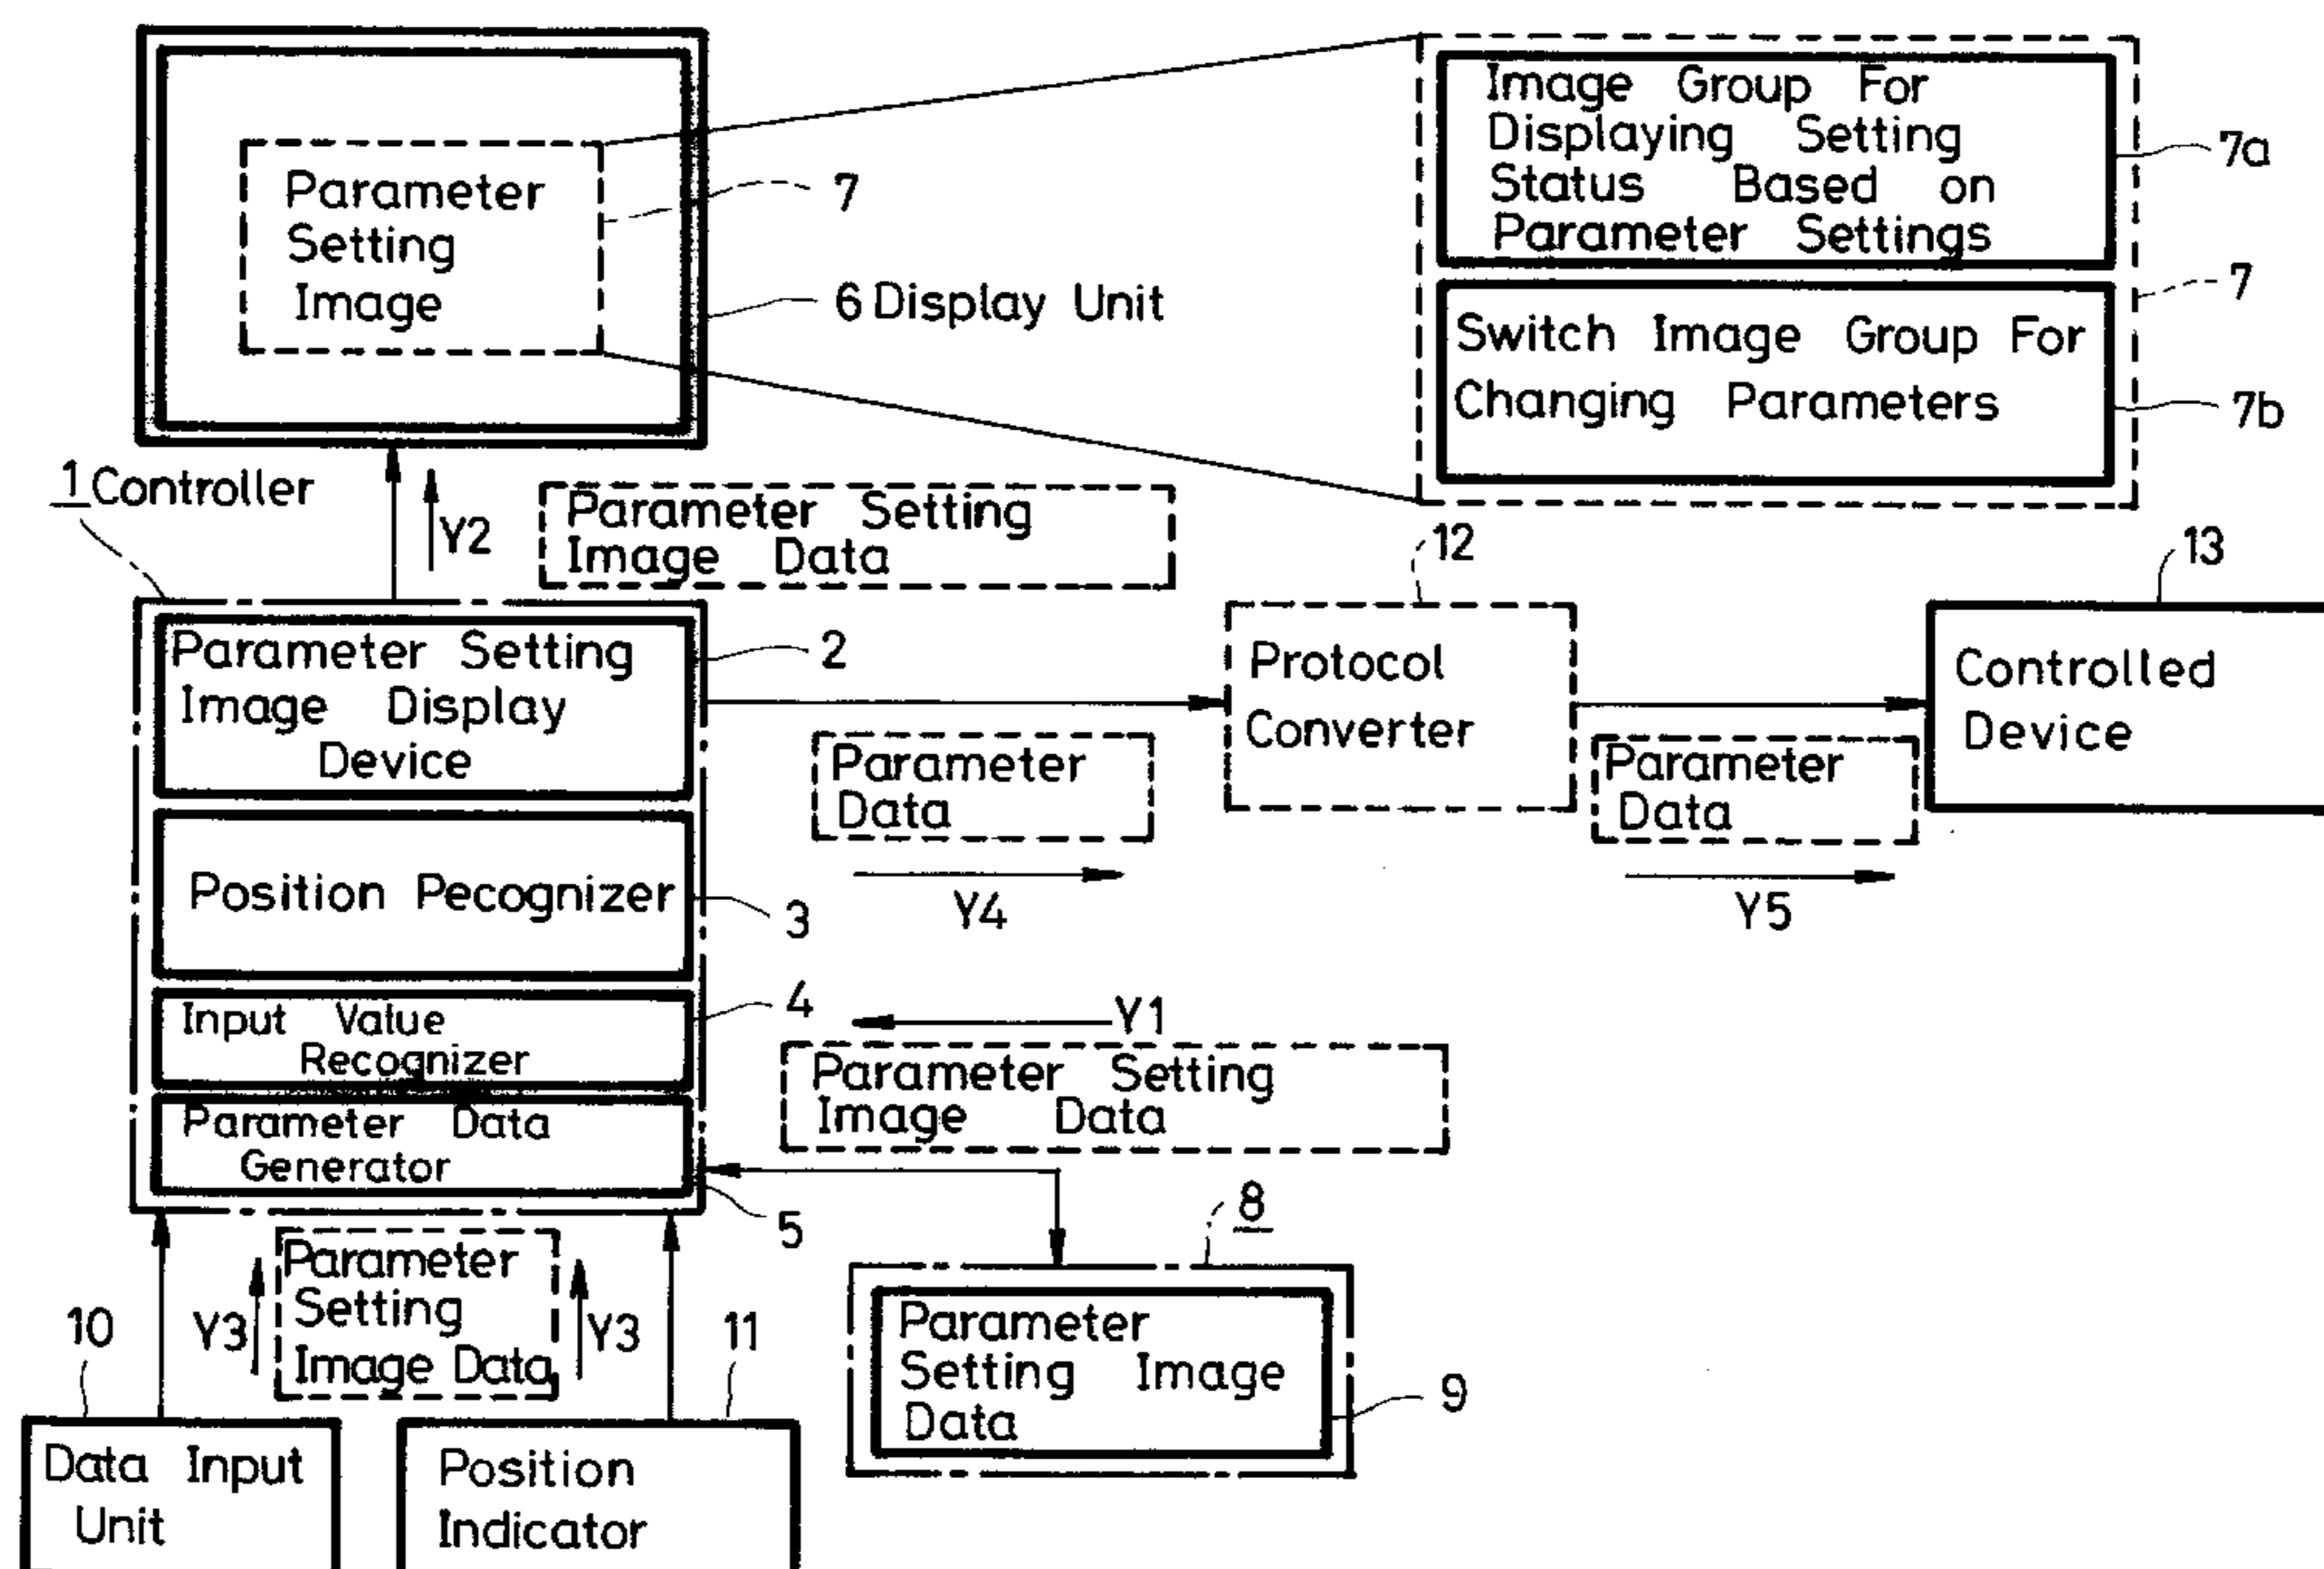 Parameter
Setting
Image
7
6 Display Unit
Image Group For
Displaying Setting
Status Based on
Parameter Settings
7a
7
Switch Image Group For
Changing Parameters
7b
1 Controller
Y2
Parameter Setting
Image Data
12
13
Parameter Setting
Image Display
Device
2
Protocol
Converter
Controlled
Device
Parameter
Data
Y4
Parameter
Data
Y5
Position Pecognizer
3
Input Value
Recognizer
4
Y1
Parameter Setting
Image Data
Parameter Data
Generator
5
8
Parameter
Setting Image
Data
9
Y3
Parameter
Setting
Image Data
Y3
10
11
Data Input
Unit
Position
Indicator